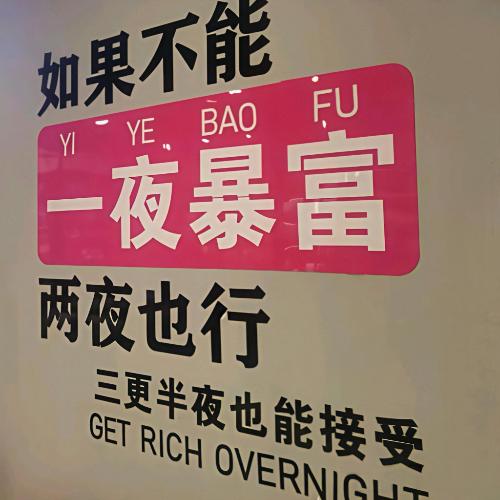 如果不能
YI YE BAO FU
一夜暴富
两夜也行
三更半夜也能接受
GET RICH OVERNIGHT